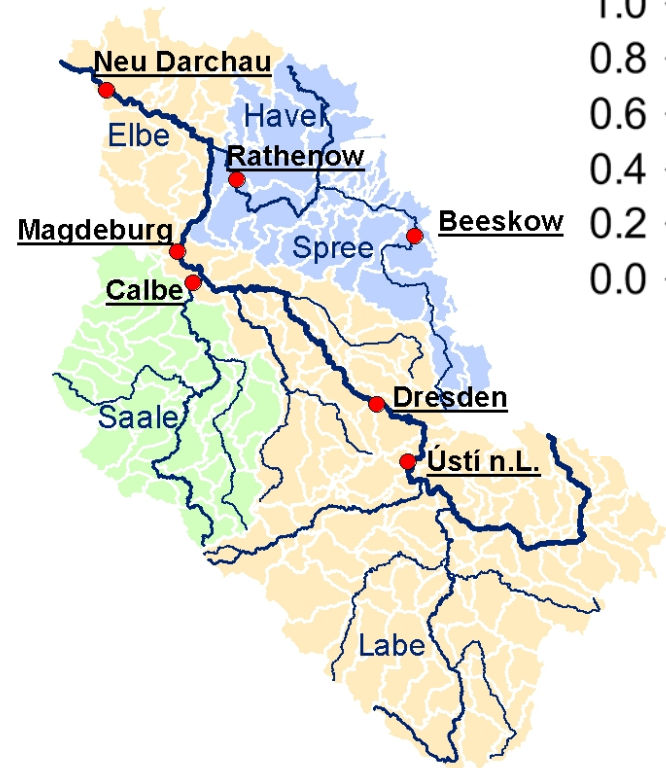 1.0
0.8
0.6
0.4
0.2
0.0
Neu Darchau
Elbe
Havel
Rathenow
Magdeburg
Spree
Beeskow
Calbe
Dresden
Saale
Ústí n.L.
Labe